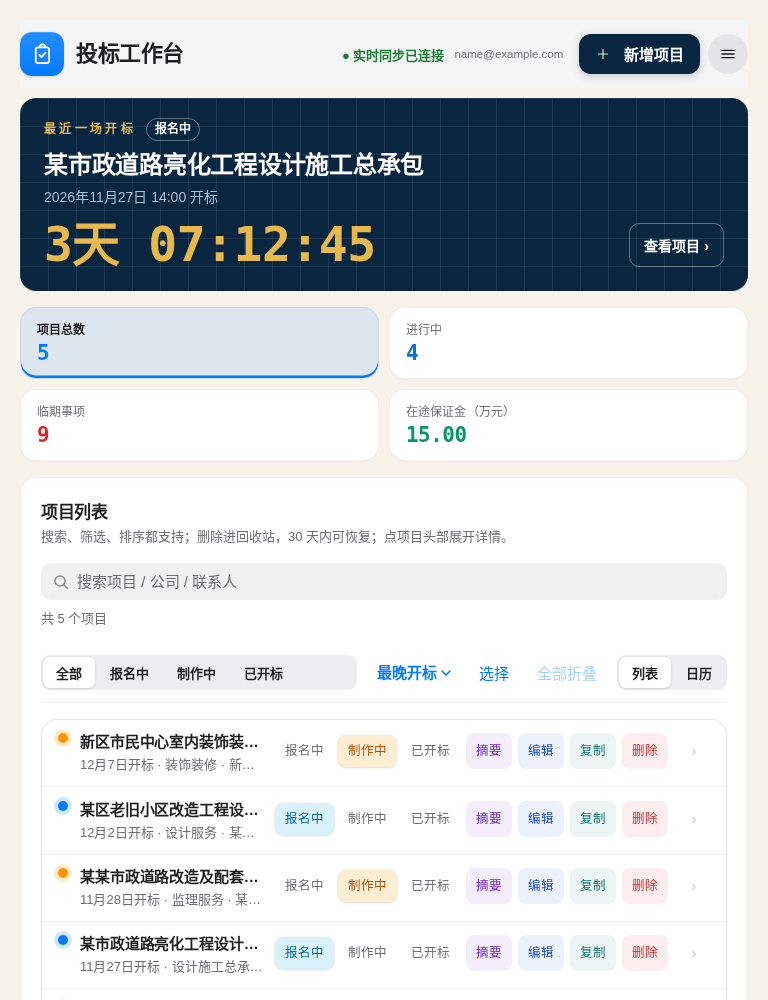 投标工作台
● 实时同步已连接
name@example.com
＋ 新增项目
最近一场开标
报名中
某市政道路亮化工程设计施工总承包
2026年11月27日 14:00 开标
3天 07:12:45
查看项目 ›
项目总数
5
进行中
4
临期事项
9
在途保证金（万元）
15.00
项目列表
搜索、筛选、排序都支持；删除进回收站，30 天内可恢复；点项目头部展开详情。
搜索项目 / 公司 / 联系人
共 5 个项目
全部 报名中 制作中 已开标
最晚开标
选择
全部折叠
列表 日历
新区市民中心室内装饰装…
12月7日开标 · 装饰装修 · 新…
报名中 制作中 已开标 摘要 编辑 复制 删除 ›
某区老旧小区改造工程设…
12月2日开标 · 设计服务 · 某…
报名中 制作中 已开标 摘要 编辑 复制 删除 ›
某某市政道路改造及配套…
11月28日开标 · 监理服务 · 某…
报名中 制作中 已开标 摘要 编辑 复制 删除 ›
某市政道路亮化工程设计…
11月27日开标 · 设计施工总承…
报名中 制作中 已开标 摘要 编辑 复制 删除 ›